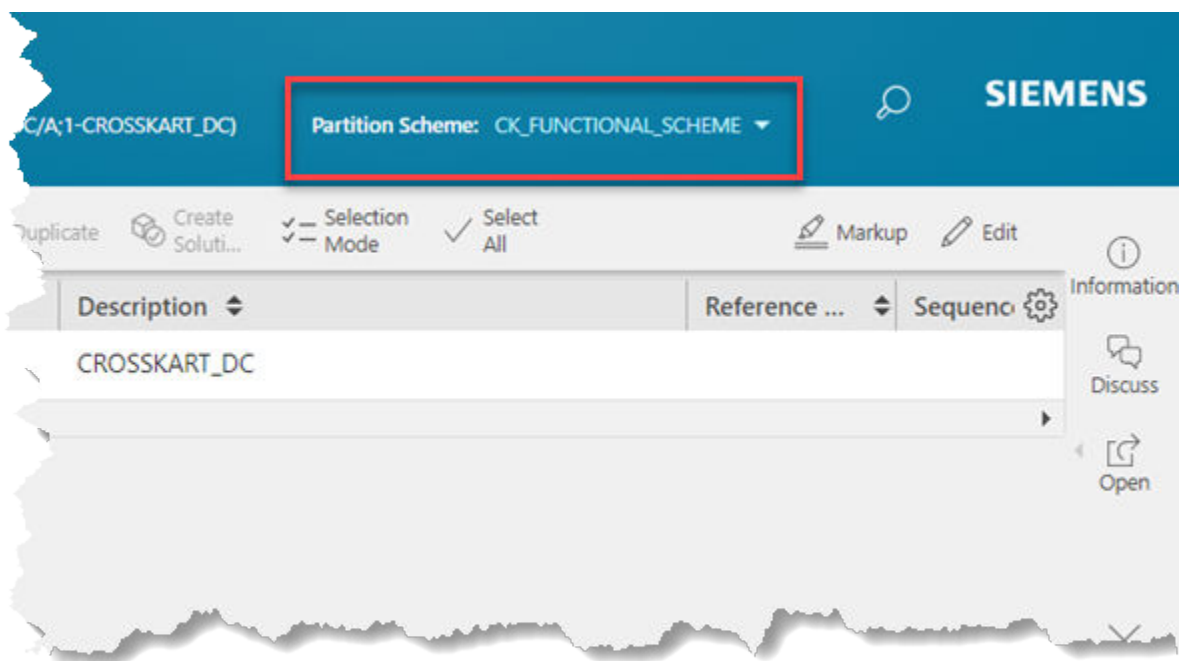 SIEMENS
C/A;1-CROSSKART_DC)
Partition Scheme: CK_FUNCTIONAL_SCHEME
Duplicate
Create
Soluti...
Selection
Mode
Select
All
Markup
Edit
Information
Description
Reference ...
Sequenc
CROSSKART_DC
Discuss
Open